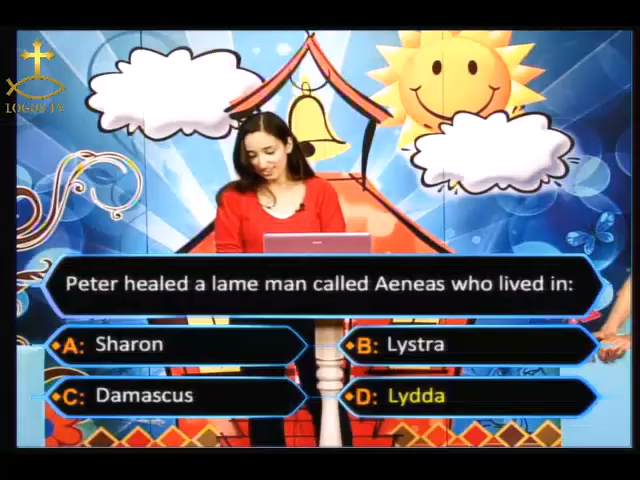 LOGOS TV
Peter healed a lame man called Aeneas who lived in:
A: Sharon
B: Lystra
C: Damascus
D: Lydda